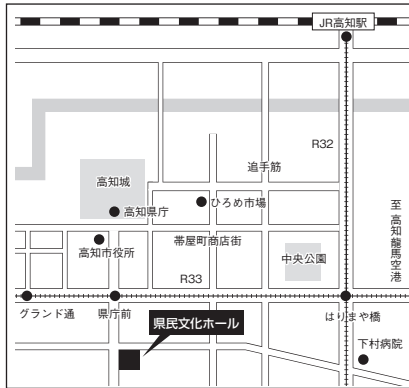 JR高知駅
R32
追手筋
高知城
ひろめ市場
高知県庁
至 高知龍馬空港
高知市役所
帯屋町商店街
中央公園
R33
グランド通
県庁前
はりまや橋
県民文化ホール
下村病院